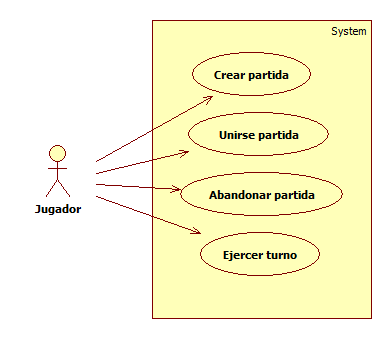 System
Crear partida
Unirse partida
Abandonar partida
Jugador
Ejercer turno